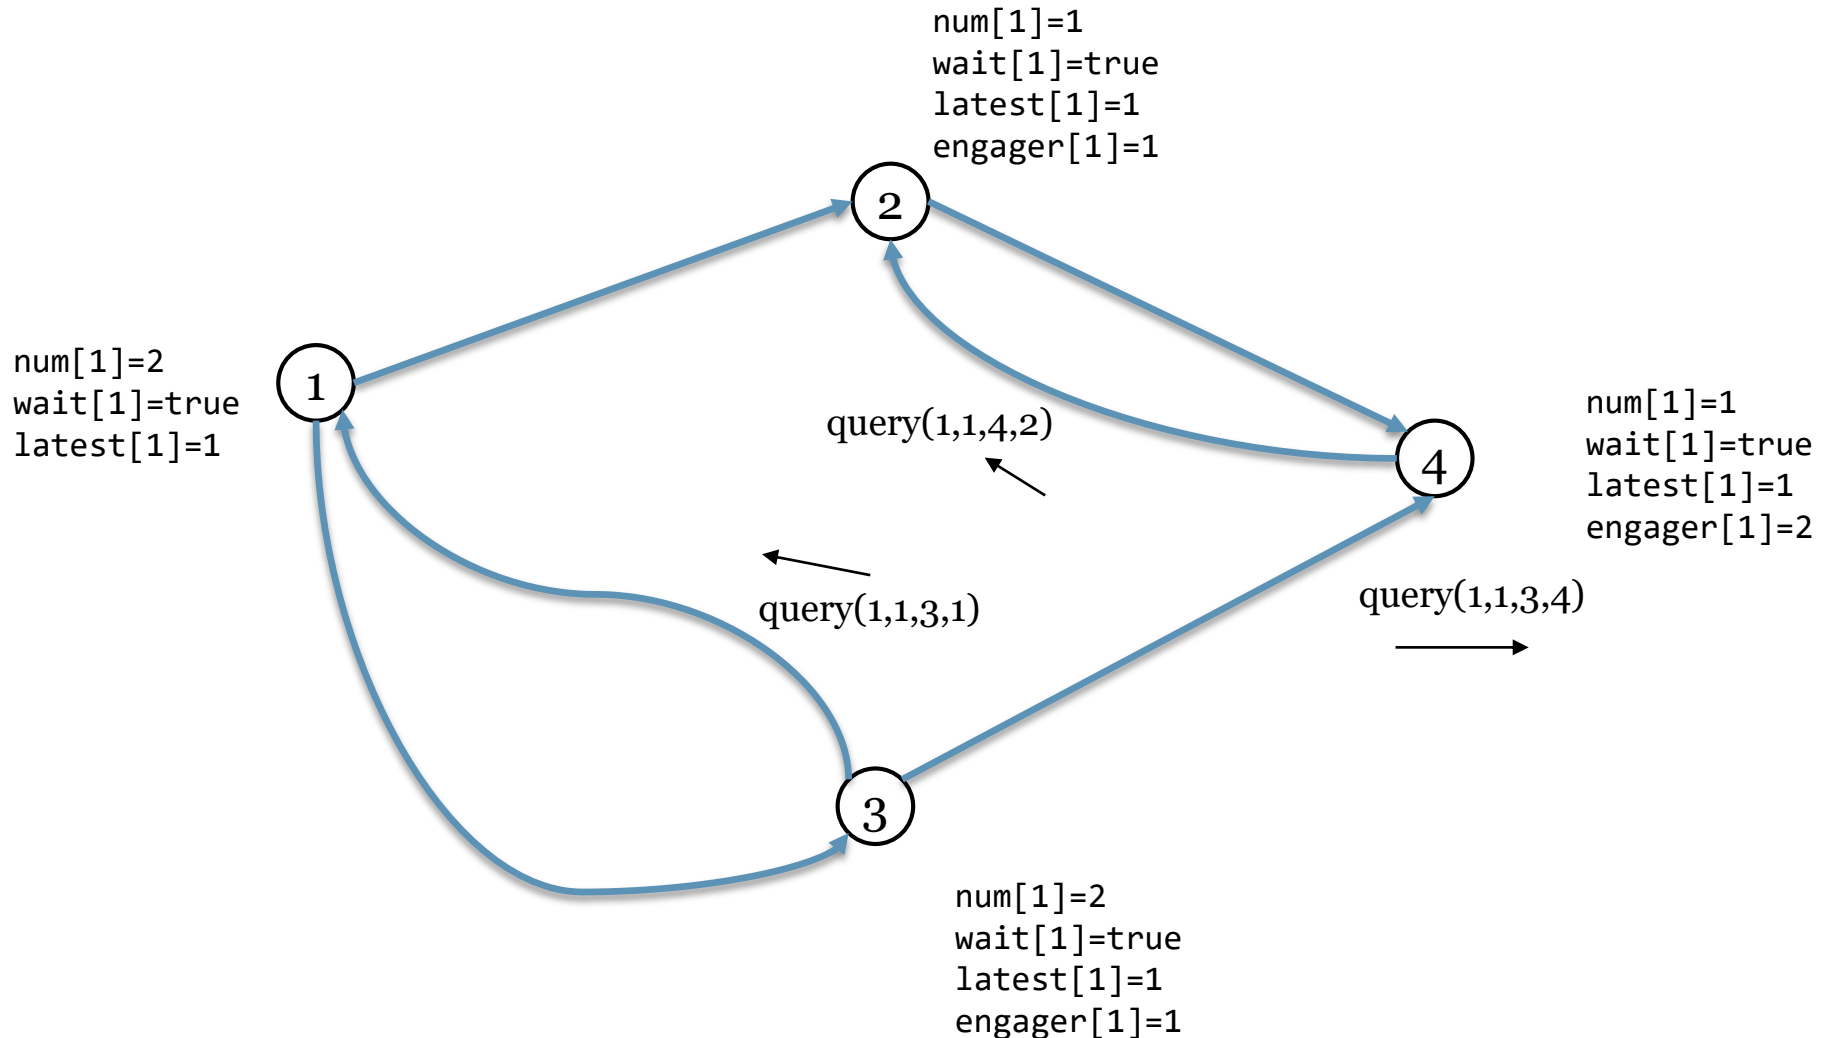 num[1]=1
wait[1]=true
latest[1]=1
engager[1]=1
2
num[1]=2
wait[1]=true
latest[1]=1
1
query(1,1,4,2)
num[1]=1
wait[1]=true
latest[1]=1
engager[1]=2
4
query(1,1,3,1)
query(1,1,3,4)
3
num[1]=2
wait[1]=true
latest[1]=1
engager[1]=1